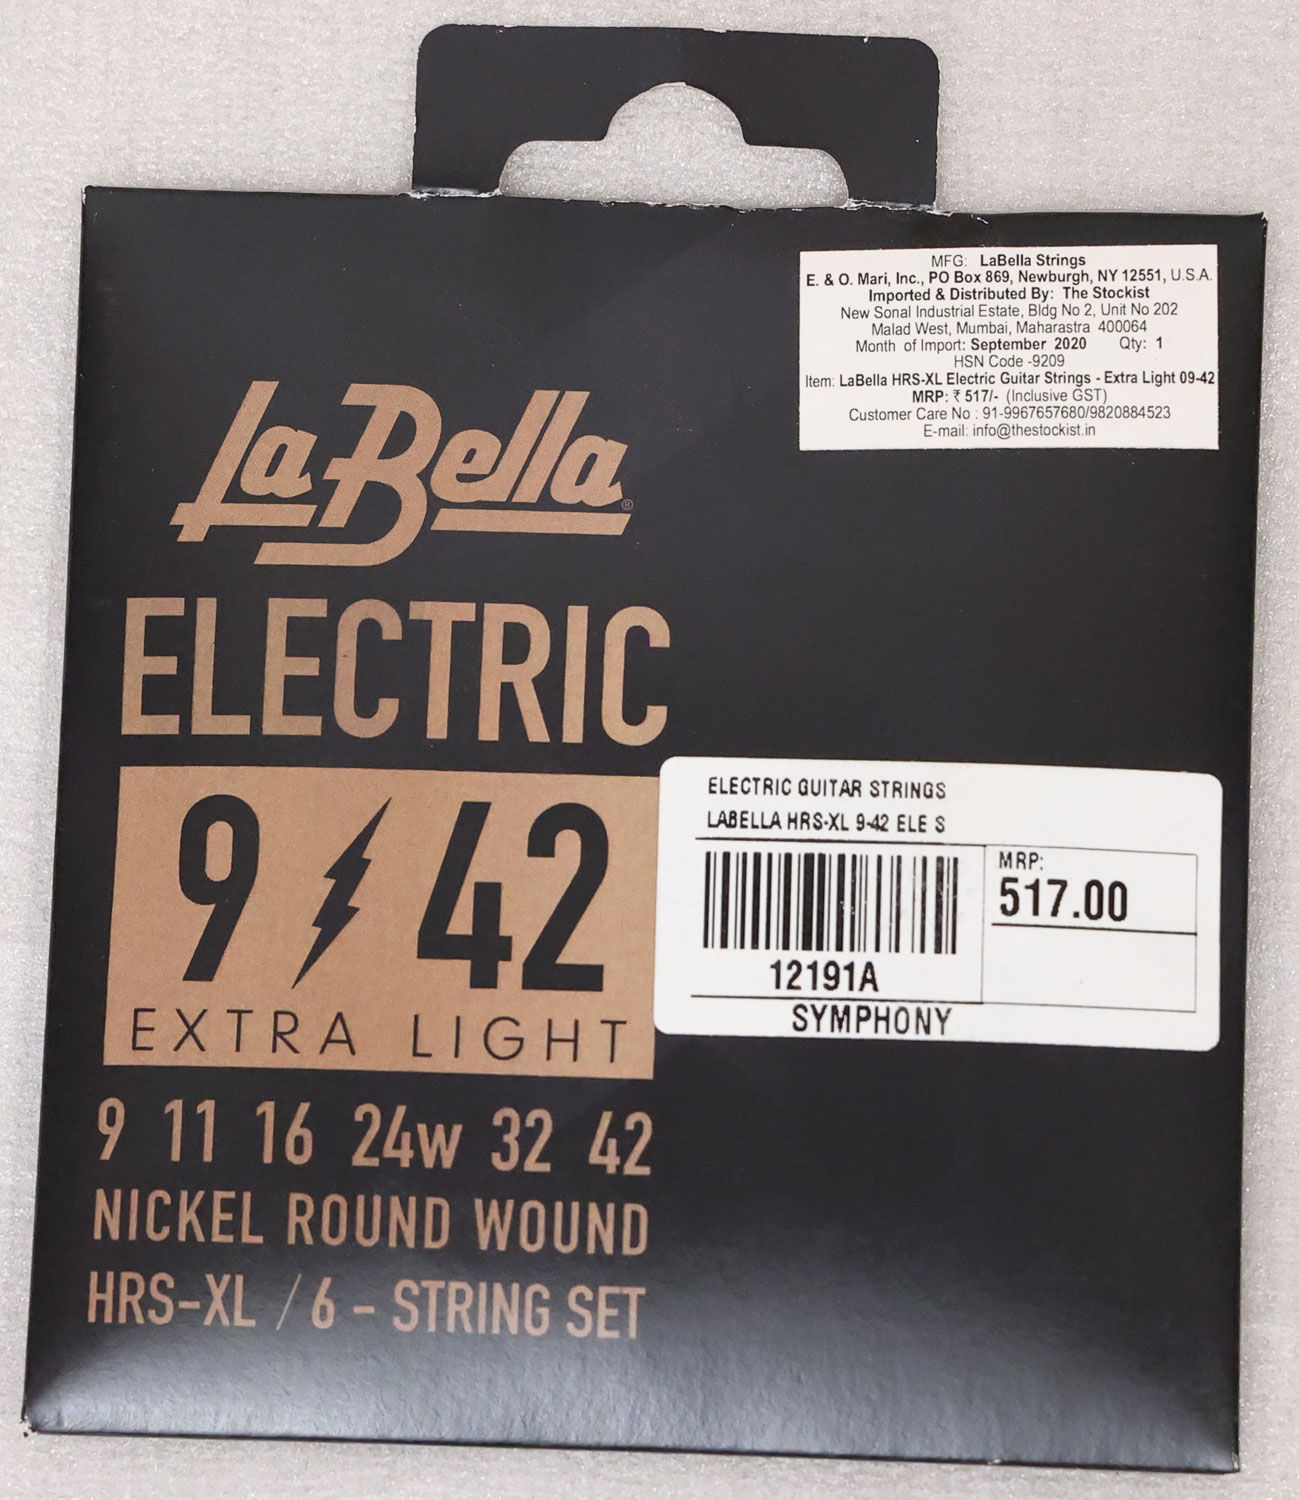 MFG: LaBella Strings
E. & O. Mari, Inc., PO Box 869, Newburgh, NY 12551, U.S.A.
Imported & Distributed By: The Stockist
New Sonal Industrial Estate, Bldg No 2, Unit No 202
Malad West, Mumbai, Maharastra 400064
Month of Import: September 2020 Qty: 1
HSN Code -9209
Item: LaBella HRS-XL Electric Guitar Strings - Extra Light 09-42
MRP: ₹ 517/- (Inclusive GST)
Customer Care No : 91-9967657680/9820884523
E-mail: info@thestockist.in
La Bella®
ELECTRIC
9 42
EXTRA LIGHT
9 11 16 24w 32 42
NICKEL ROUND WOUND
HRS-XL / 6 - STRING SET
ELECTRIC GUITAR STRINGS
LABELLA HRS-XL 9-42 ELE S
MRP:
517.00
12191A
SYMPHONY